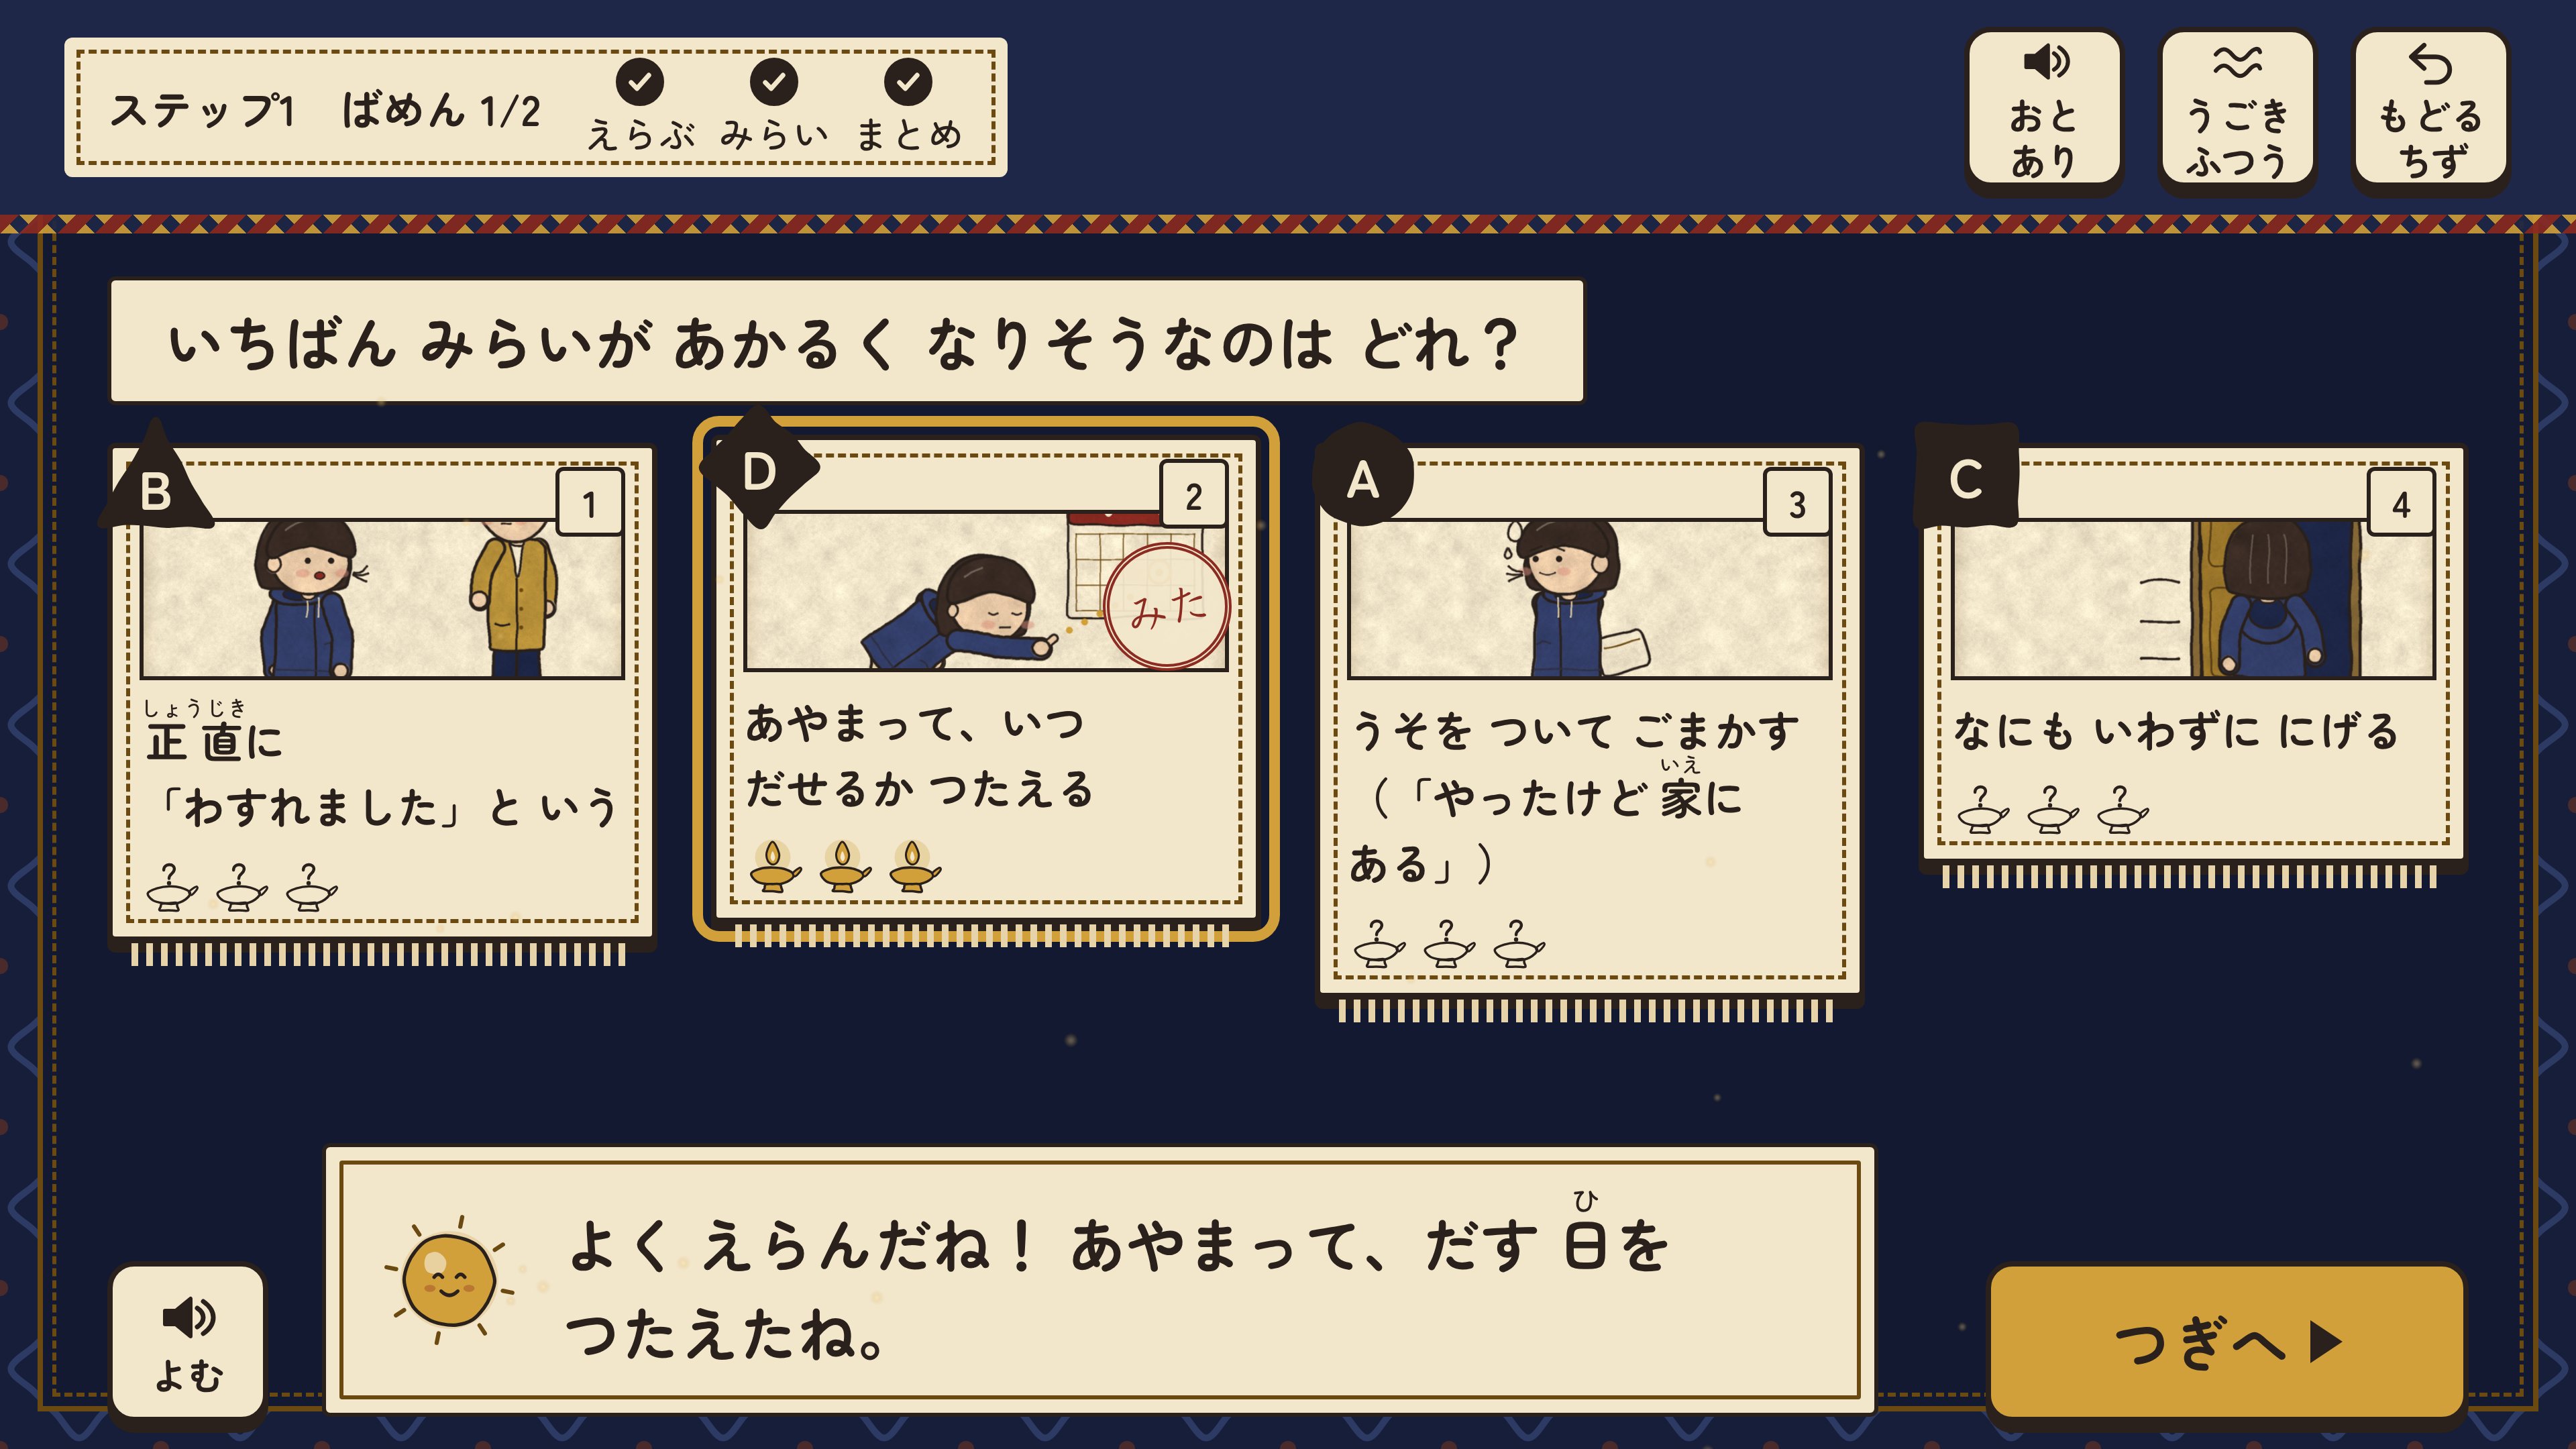 ステップ1 ばめん 1/2
えらぶ みらい まとめ
おと
あり
うごき
ふつう
もどる
ちず
いちばん みらいが あかるく なりそうなのは どれ？
B
1
しょうじき
正直に
「わすれました」と いう
? ? ?
D
2
みた
あやまって、いつ
だせるか つたえる
A
3
うそを ついて ごまかす
いえ
（「やったけど 家に
ある」）
? ? ?
C
4
なにも いわずに にげる
? ? ?
よむ
ひ
よく えらんだね！ あやまって、だす 日を
つたえたね。
つぎへ ▶